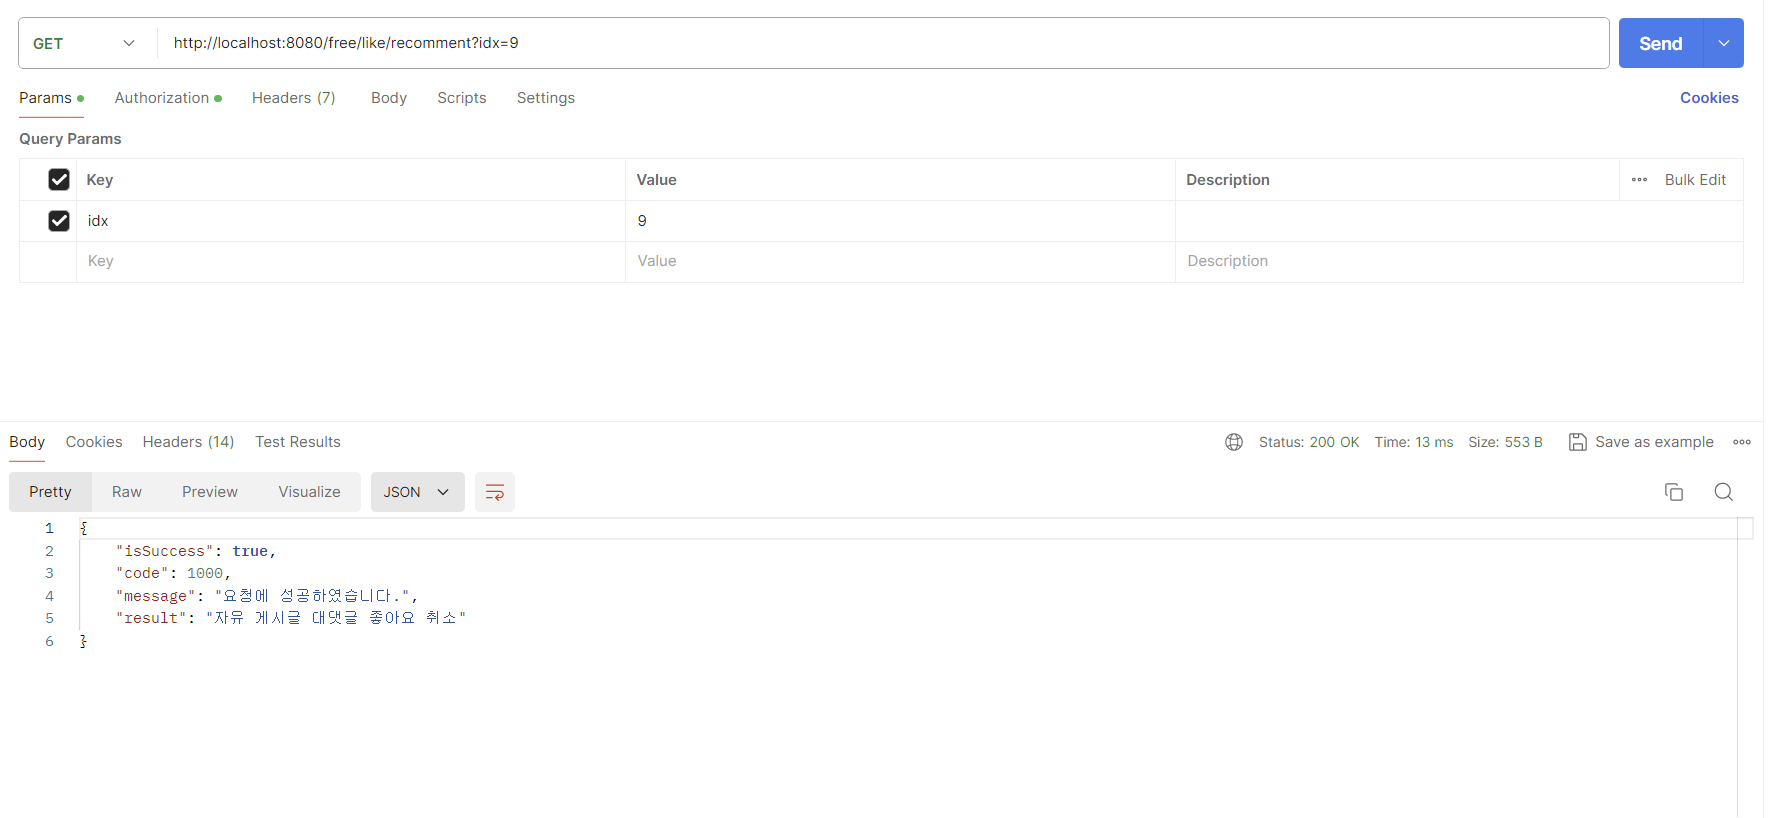 GET http://localhost:8080/free/like/recomment?idx=9 Send
Params Authorization Headers (7) Body Scripts Settings Cookies
Query Params
Key Value Description Bulk Edit
idx 9
Key Value Description
Body Cookies Headers (14) Test Results Status: 200 OK Time: 13 ms Size: 553 B Save as example
Pretty Raw Preview Visualize JSON
1 {
2 "isSuccess": true,
3 "code": 1000,
4 "message": "요청에 성공하였습니다.",
5 "result": "자유 게시글 대댓글 좋아요 취소"
6 }